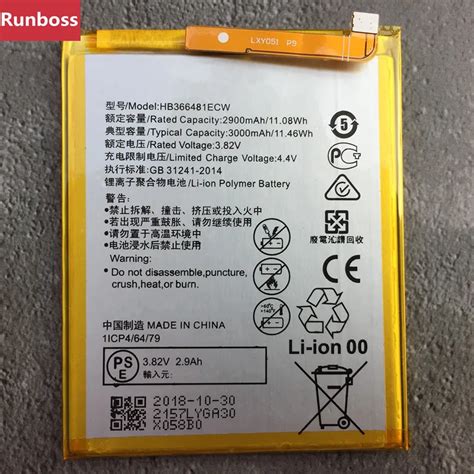 Runboss
LXY051 P5
型号/Model:HB366481ECW
额定容量/Rated Capacity:2900mAh/11.08Wh
典型容量/Typical Capacity:3000mAh/11.46Wh
额定电压/Rated Voltage:3.82V
充电限制电压/Limited Charge Voltage:4.4V
执行标准/GB 31241-2014
锂离子聚合物电池/Li-ion Polymer Battery
警告:
•禁止拆解、撞击、挤压或投入火中
•若出现严重鼓胀、请勿继续使用
•请勿置于高温环境中
•电池浸水后禁止使用
Warning:
• Do not disassemble,puncture,
crush,heat,or burn.
5
PG
廢電池請回收
CE
中国制造 MADE IN CHINA
1ICP4/64/79
PS
E
3.82V 2.9Ah
输入元:
Li-ion 00
2018-10-30
2157LYGA30
X058B0